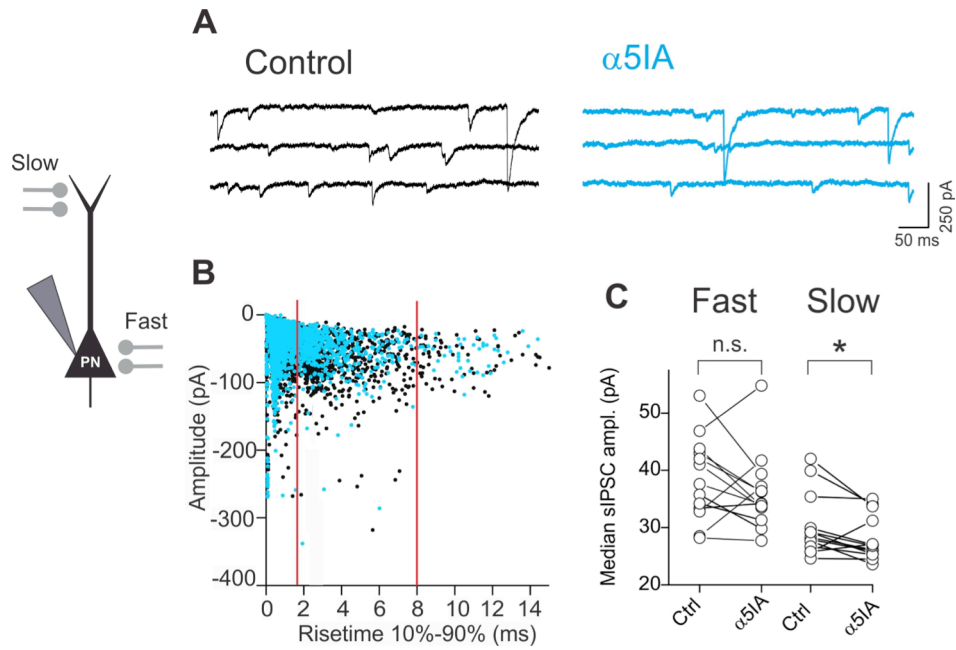 A
Control
α5IA
Slow
250 pA
50 ms
Fast
PN
B
0
-100
-200
-300
-400
Amplitude (pA)
0 2 4 6 8 10 12 14
Risetime 10%-90% (ms)
C
Fast Slow
n.s. *
50
40
30
20
Median sIPSC ampl. (pA)
Ctrl α5IA Ctrl α5IA